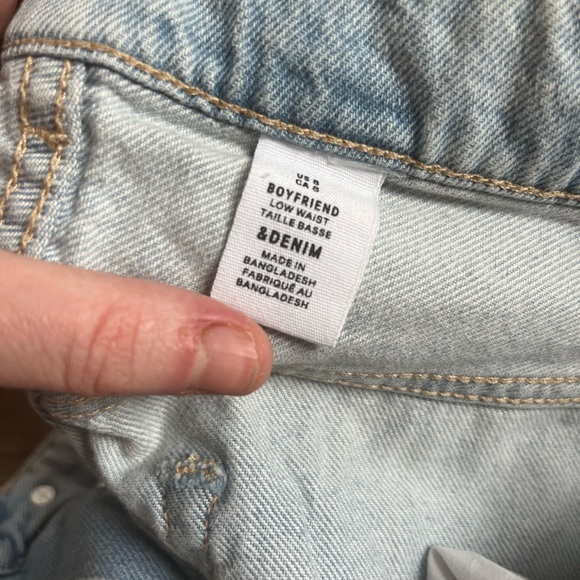 BOYFRIEND
LOW WAIST
TAILLE BASSE
&DENIM
MADE IN
BANGLADESH
FABRIQUÉ AU
BANGLADESH